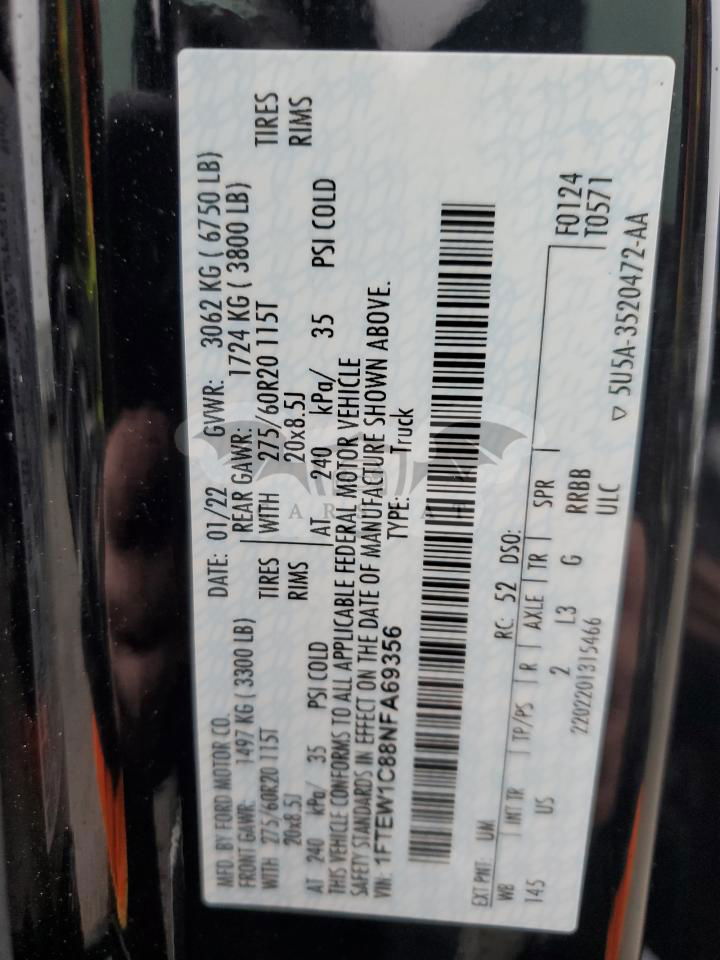 MFD. BY FORD MOTOR CO.
DATE: 01/22 GVWR: 3062 KG ( 6750 LB)
FRONT GAWR: 1497 KG ( 3300 LB) REAR GAWR: 1724 KG ( 3800 LB)
WITH 275/60R20 115T TIRES WITH 275/60R20 115T TIRES
20x8.5J RIMS 20x8.5J RIMS
AT 240 kPa/ 35 PSI COLD AT 240 kPa/ 35 PSI COLD
THIS VEHICLE CONFORMS TO ALL APPLICABLE FEDERAL MOTOR VEHICLE
SAFETY STANDARDS IN EFFECT ON THE DATE OF MANUFACTURE SHOWN ABOVE.
VIN: 1FTEW1C88NFA69356 TYPE: Truck
EXT PNT: UM RC: 52 DSO: F0124
WB INT TR TP/PS R AXLE TR SPR T0571
145 US 2 L3 G RRBB
2202201315466 ULC
▽ 5U5A-3520472-AA